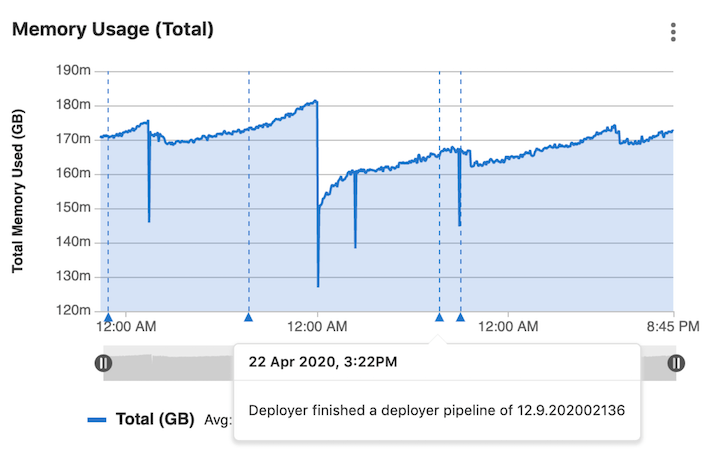 Memory Usage (Total)
Total Memory Used (GB)
190m
180m
170m
160m
150m
140m
130m
120m
12:00 AM
12:00 AM
12:00 AM
8:45 PM
22 Apr 2020, 3:22PM
Deployer finished a deployer pipeline of 12.9.202002136
Total (GB) Avg: